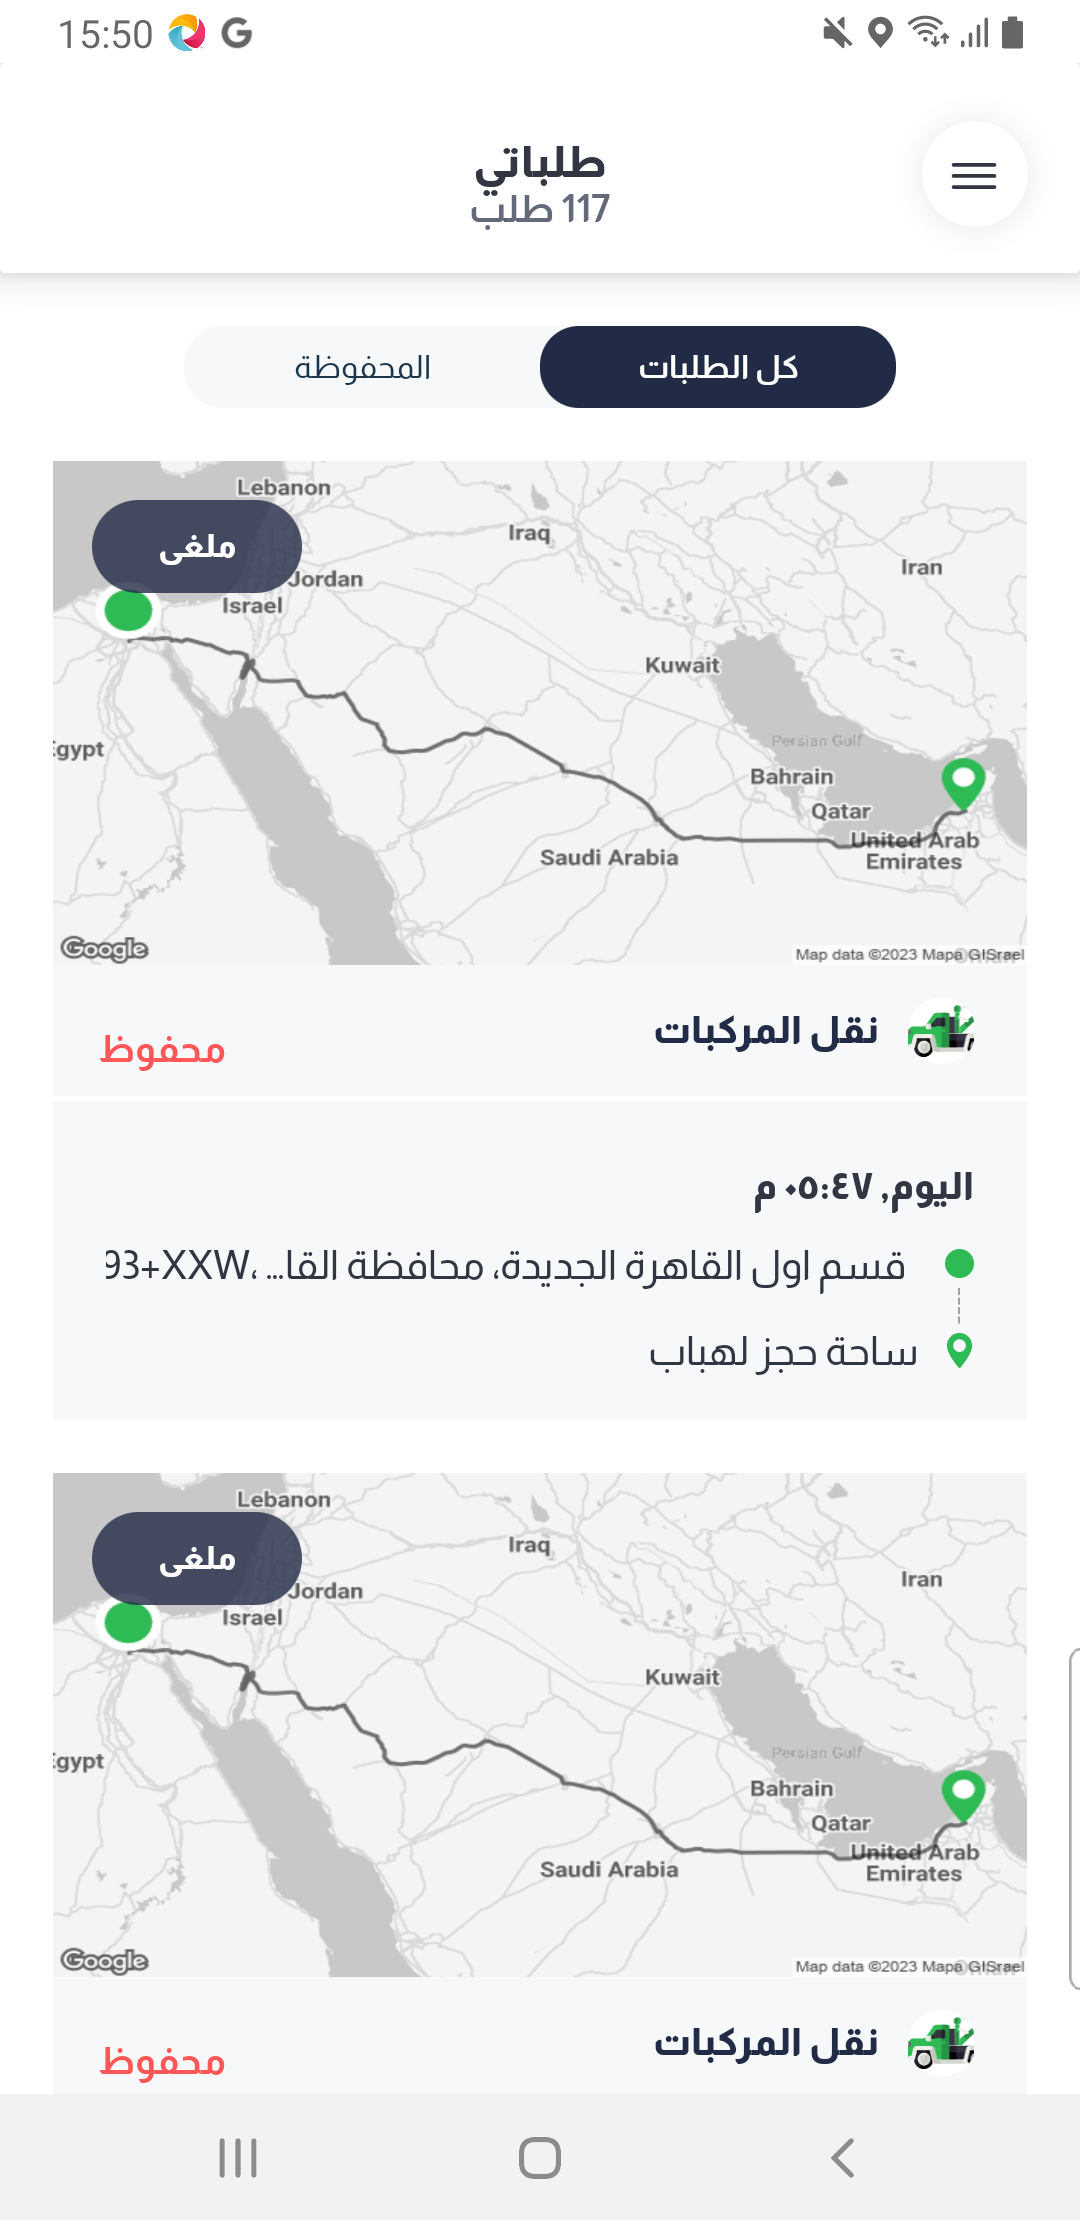 15:50
طلباتي
117 طلب
كل الطلبات
المحفوظة
Lebanon
ملغى
Iraq
Iran
Jordan
Israel
Kuwait
Persian Gulf
gypt
Bahrain
Qatar
United Arab
Emirates
Saudi Arabia
Google
Map data ©2023 Mapa GISrael
نقل المركبات
محفوظ
اليوم, ٠٥:٤٧ م
قسم اول القاهرة الجديدة، محافظة القا... ،93+XXW
ساحة حجز لهباب
Lebanon
ملغى
Iraq
Iran
Jordan
Israel
Kuwait
Persian Gulf
gypt
Bahrain
Qatar
United Arab
Emirates
Saudi Arabia
Google
Map data ©2023 Mapa GISrael
نقل المركبات
محفوظ